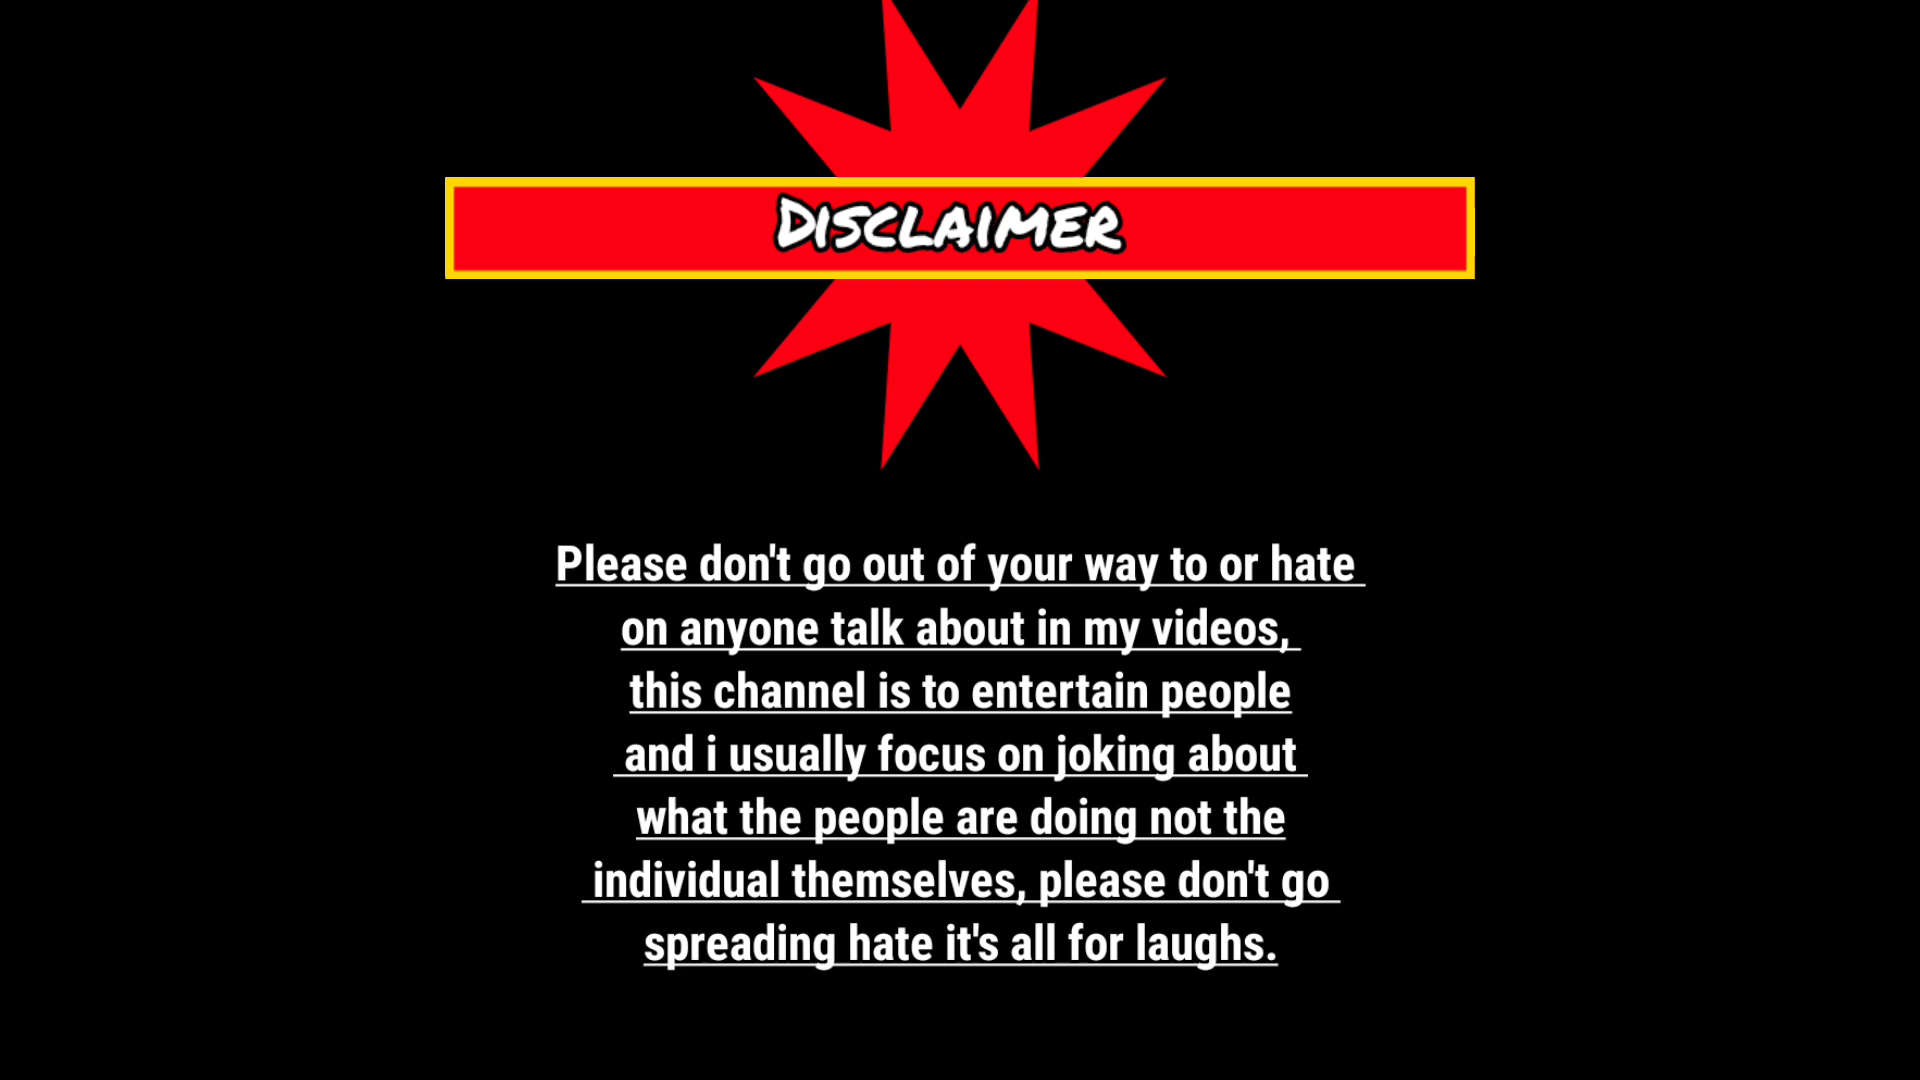 DISCLAIMER
Please don't go out of your way to or hate
on anyone talk about in my videos,
this channel is to entertain people
and i usually focus on joking about
what the people are doing not the
individual themselves, please don't go
spreading hate it's all for laughs.